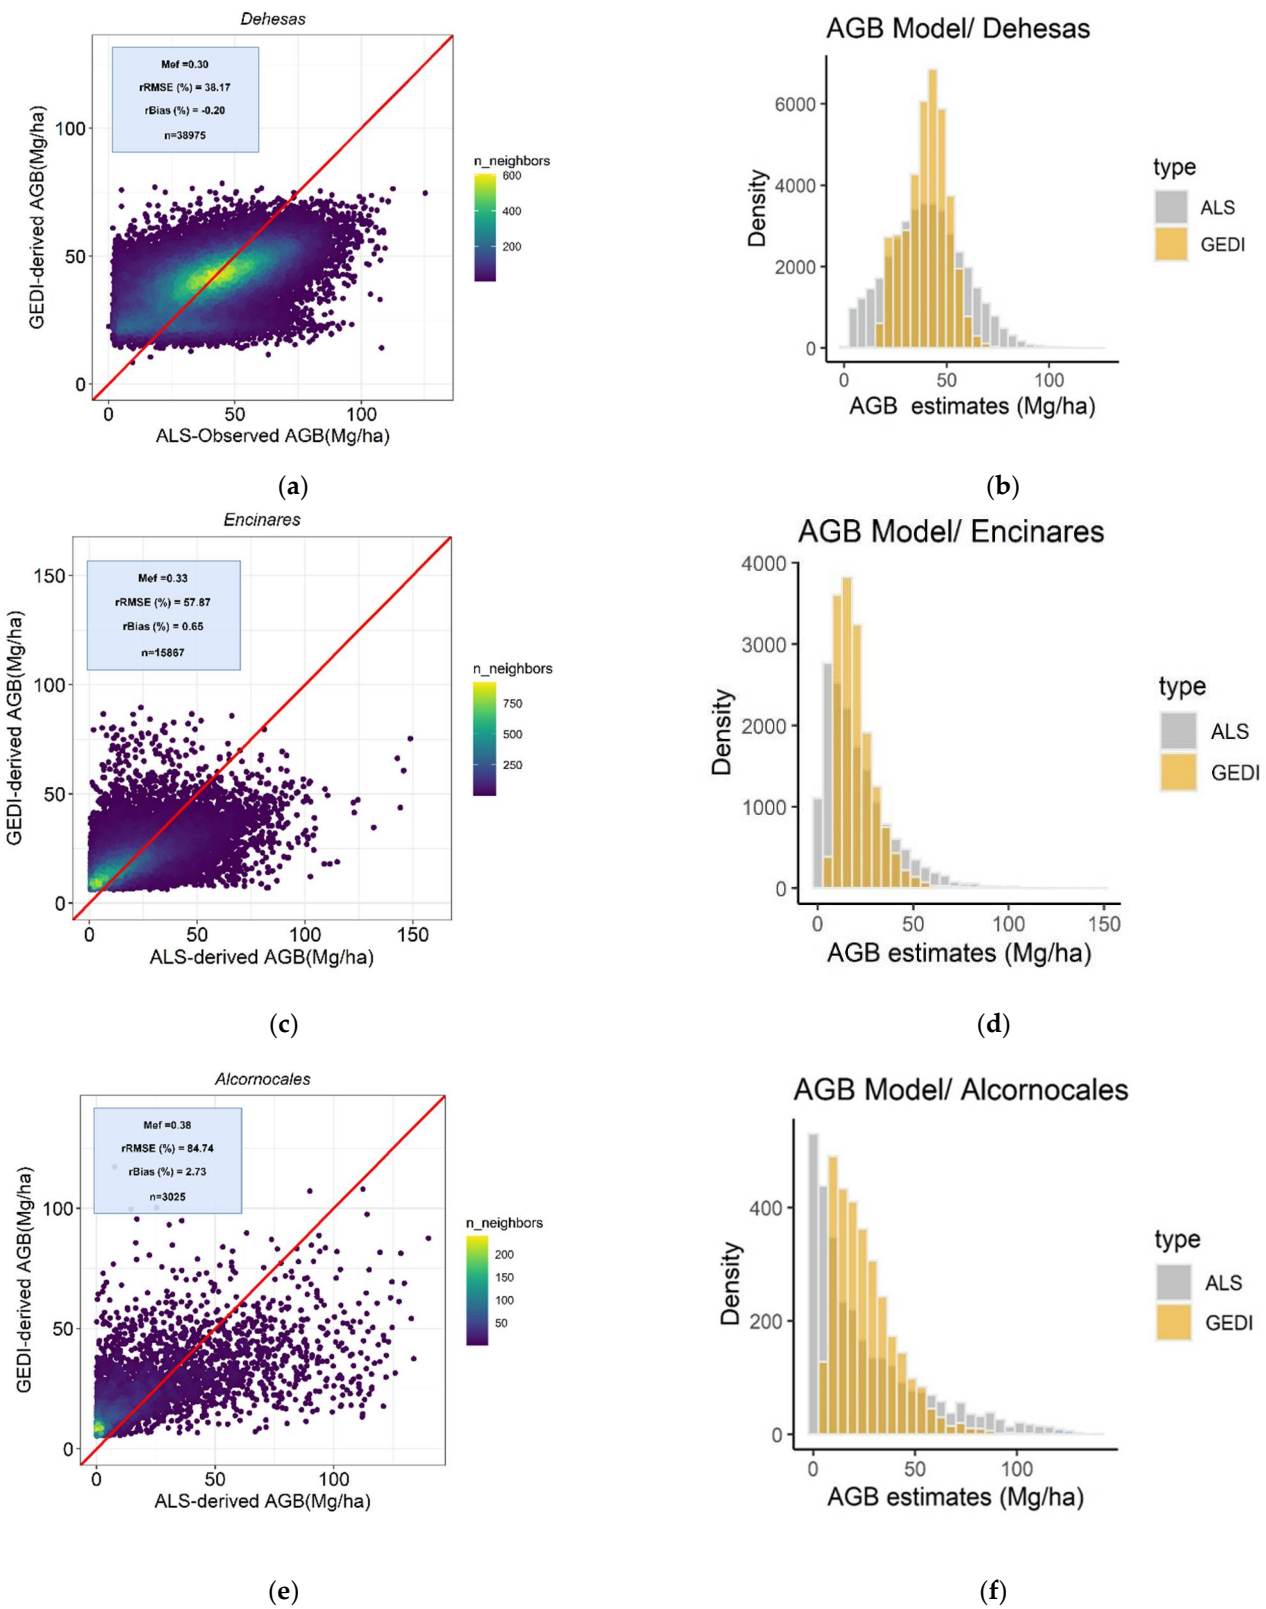 Dehesas
Mef =0.30
rRMSE (%) = 38.17
rBias (%) = -0.20
n=38975
GEDI-derived AGB(Mg/ha)
100
50
0
0 50 100
ALS-Observed AGB(Mg/ha)
n_neighbors
600
400
200
(a)
AGB Model/ Dehesas
Density
6000
4000
2000
0
0 50 100
AGB estimates (Mg/ha)
type
ALS
GEDI
(b)
Encinares
Mef =0.33
rRMSE (%) = 57.87
rBias (%) = 0.65
n=15867
GEDI-derived AGB(Mg/ha)
150
100
50
0
0 50 100 150
ALS-derived AGB(Mg/ha)
n_neighbors
750
500
250
(c)
AGB Model/ Encinares
Density
4000
3000
2000
1000
0
0 50 100 150
AGB estimates (Mg/ha)
type
ALS
GEDI
(d)
Alcornocales
Mef =0.38
rRMSE (%) = 84.74
rBias (%) = 2.73
n=3025
GEDI-derived AGB(Mg/ha)
100
50
0
0 50 100
ALS-derived AGB(Mg/ha)
n_neighbors
200
150
100
50
(e)
AGB Model/ Alcornocales
Density
400
200
0
0 50 100
AGB estimates (Mg/ha)
type
ALS
GEDI
(f)